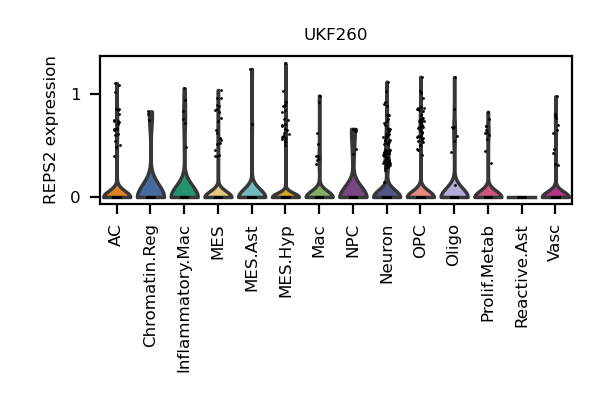 UKF260
REPS2 expression
1
0
AC
Chromatin.Reg
Inflammatory.Mac
MES
MES.Ast
MES.Hyp
Mac
NPC
Neuron
OPC
Oligo
Prolif.Metab
Reactive.Ast
Vasc